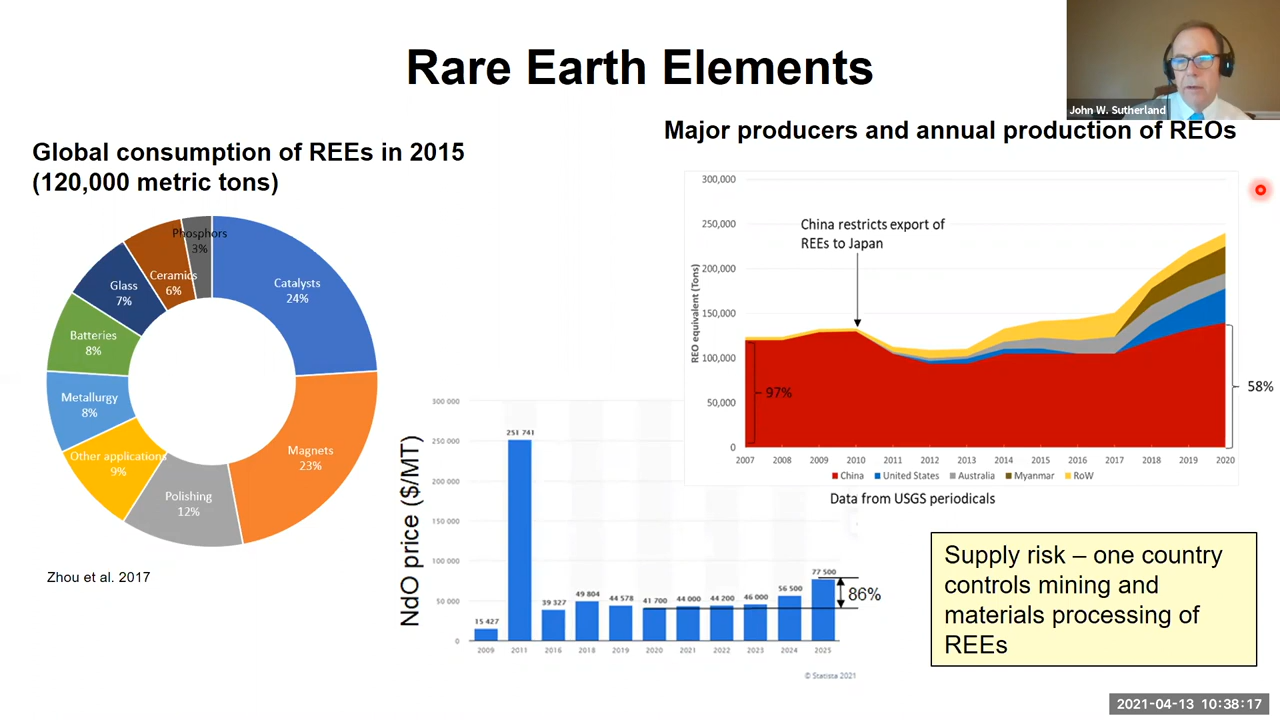 Rare Earth Elements
John W. Sutherland
Global consumption of REEs in 2015
(120,000 metric tons)
Phosphors
3%
Ceramics
6%
Glass
7%
Batteries
8%
Metallurgy
8%
Other applications
9%
Polishing
12%
Magnets
23%
Catalysts
24%
Zhou et al. 2017
Major producers and annual production of REOs
300,000
250,000
200,000
150,000
100,000
50,000
0
REO equivalent (Tons)
China restricts export of
REEs to Japan
97%
58%
2007 2008 2009 2010 2011 2012 2013 2014 2015 2016 2017 2018 2019 2020
China United States Australia Myanmar RoW
Data from USGS periodicals
NdO price ($/MT)
300 000
250 000
200 000
150 000
100 000
50 000
0
15 427
251 741
39 327
49 804
44 578
41 700
44 000
44 200
46 000
56 500
77 500
86%
2009 2011 2016 2018 2019 2020 2021 2022 2023 2024 2025
© Statista 2021
Supply risk – one country
controls mining and
materials processing of
REEs
2021-04-13 10:38:17